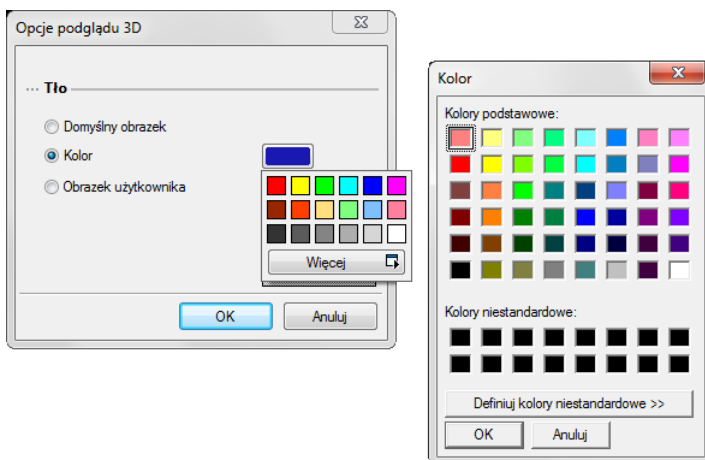 Opcje podglądu 3D
Tło
Domyślny obrazek
Kolor
Obrazek użytkownika
Więcej
OK
Anuluj
Kolor
Kolory podstawowe:
Kolory niestandardowe:
Definiuj kolory niestandardowe >>
OK
Anuluj